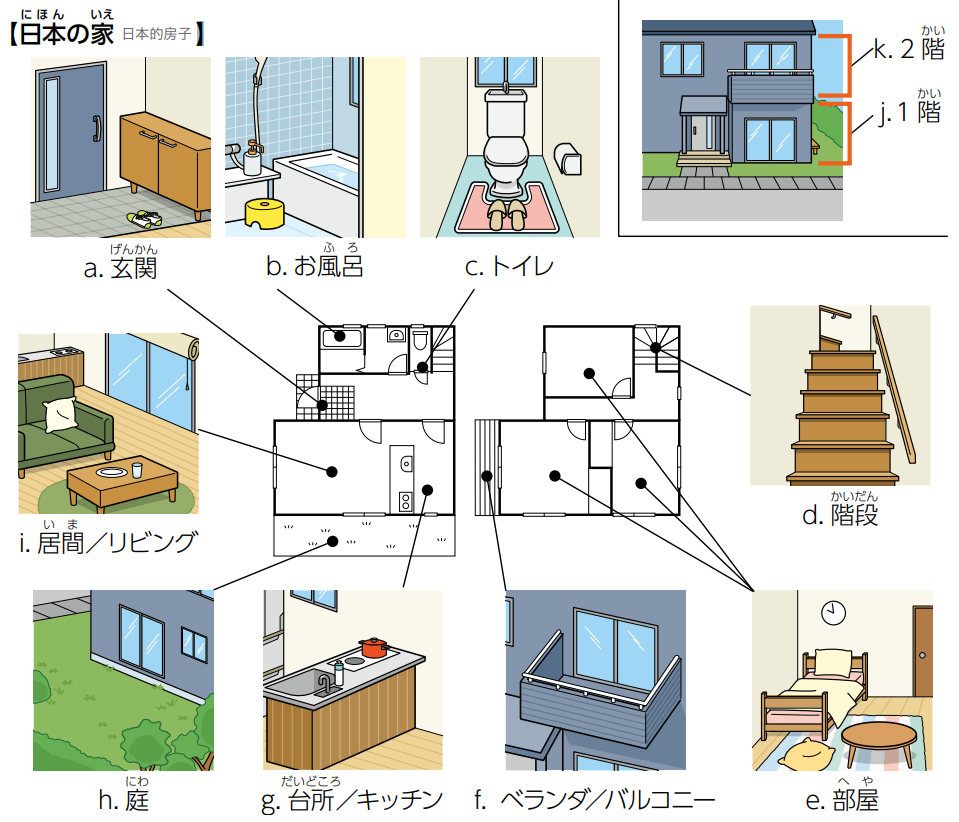 にほん いえ
【日本の家 日本的房子】
かい
k. 2 階
かい
j. 1 階
げんかん
a. 玄関
ふ ろ
b. お風呂
c. トイレ
かいだん
d. 階段
い ま
i. 居間／リビング
にわ
h. 庭
だいどころ
g. 台所／キッチン
f. ベランダ／バルコニー
へ や
e. 部屋